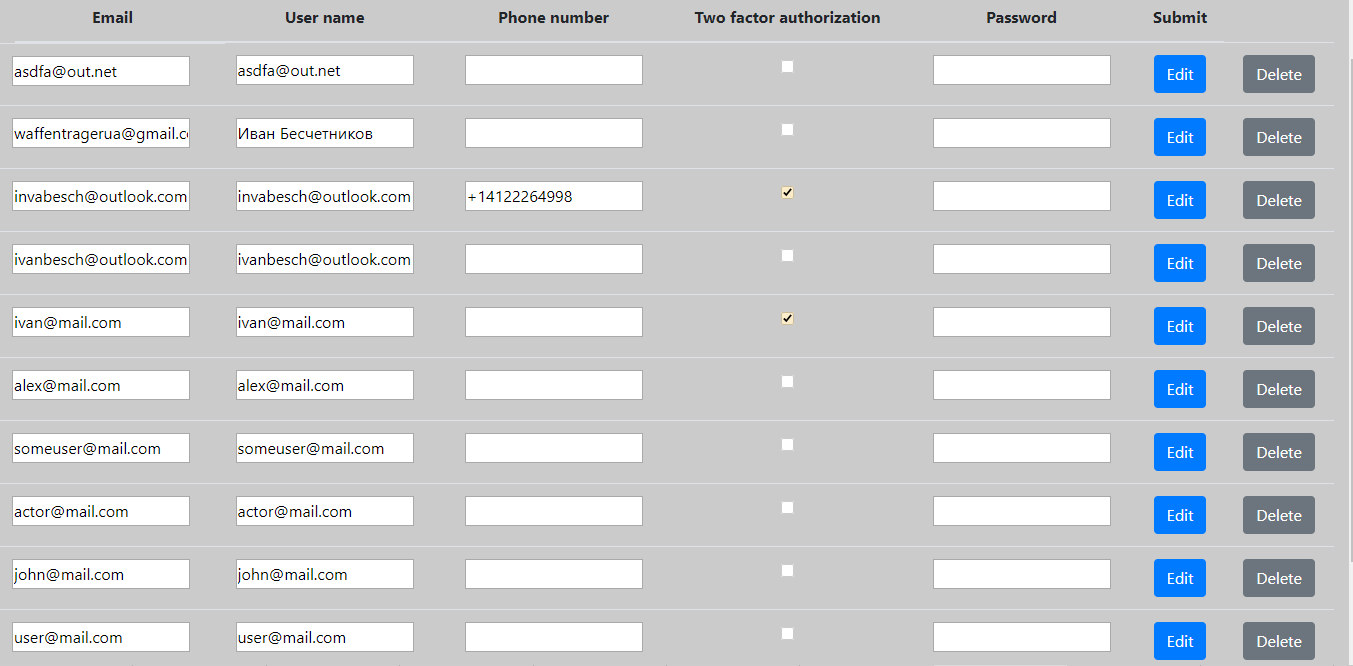 Email User name Phone number Two factor authorization Password Submit
asdfa@out.net asdfa@out.net Edit Delete
waffentragerua@gmail.c Иван Бесчетников Edit Delete
invabesch@outlook.com invabesch@outlook.com +14122264998 Edit Delete
ivanbesch@outlook.com ivanbesch@outlook.com Edit Delete
ivan@mail.com ivan@mail.com Edit Delete
alex@mail.com alex@mail.com Edit Delete
someuser@mail.com someuser@mail.com Edit Delete
actor@mail.com actor@mail.com Edit Delete
john@mail.com john@mail.com Edit Delete
user@mail.com user@mail.com Edit Delete